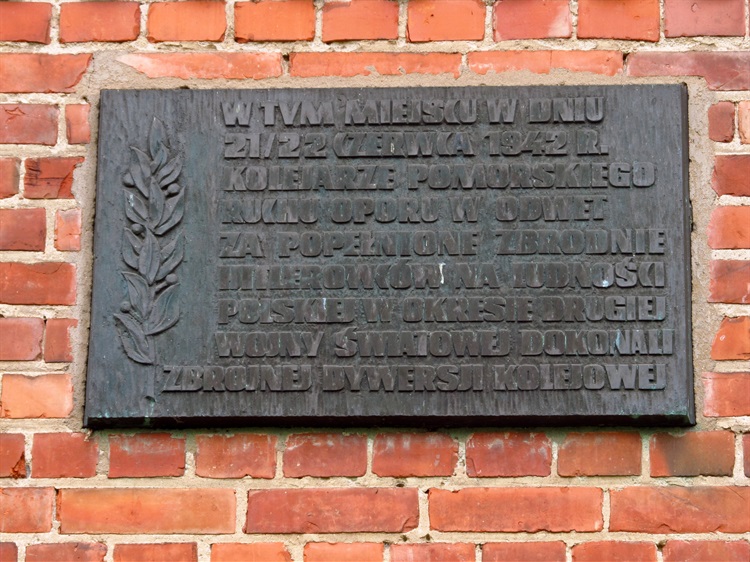 W TYM MIEJSCU W DNIU
21/22 CZERWCA 1942 R.
KOLEJARZE POMORSKIEGO
RUCHU OPORU W ODWET
ZA POPEŁNIONE ZBRODNIE
HITLEROWCÓW NA LUDNOŚCI
POLSKIEJ W OKRESIE DRUGIEJ
WOJNY ŚWIATOWEJ DOKONALI
ZBROJNEJ DYWERSJI KOLEJOWEJ